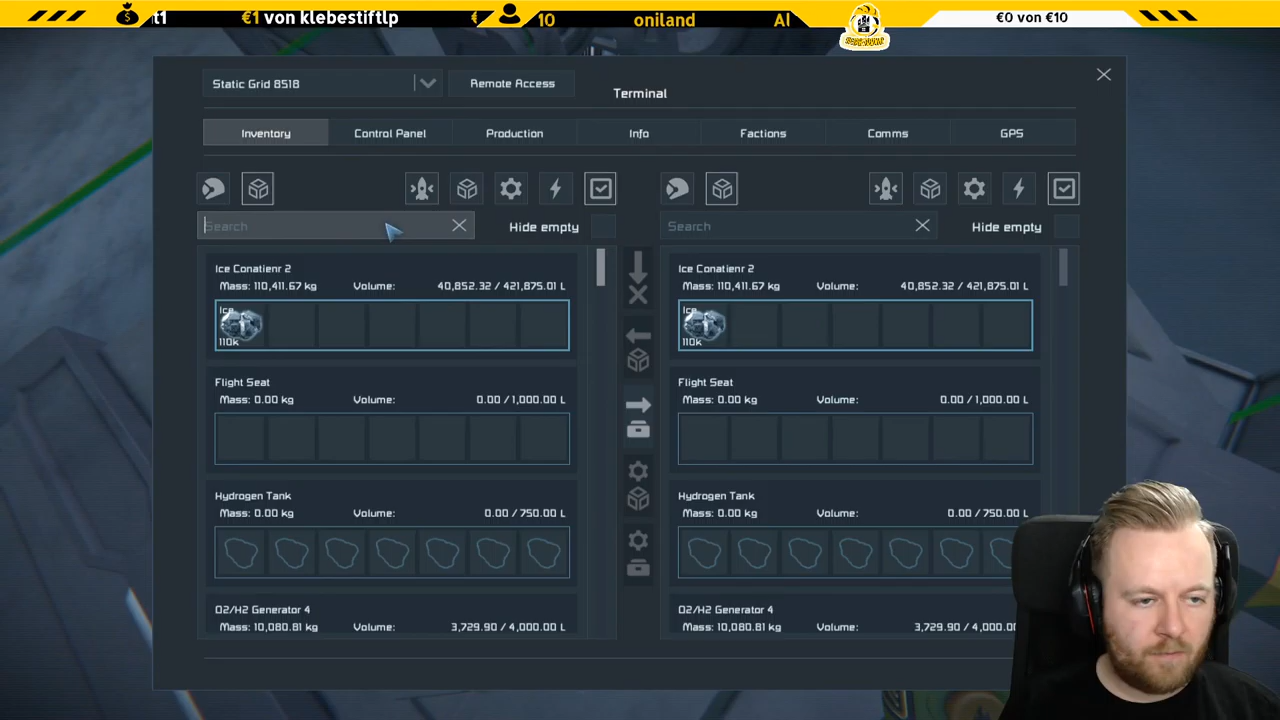 t1
€1 von klebestiftlp
€
10
oniland
AI
€0 von €10
Static Grid 8518
Remote Access
Terminal
Inventory
Control Panel
Production
Info
Factions
Comms
GPS
Search
Hide empty
Search
Hide empty
Ice Conatienr 2
Mass: 110,411.67 kg Volume: 40,852.32 / 421,875.01 L
Ice
110k
Flight Seat
Mass: 0.00 kg Volume: 0.00 / 1,000.00 L
Hydrogen Tank
Mass: 0.00 kg Volume: 0.00 / 750.00 L
O2/H2 Generator 4
Mass: 10,080.81 kg Volume: 3,729.90 / 4,000.00 L
Ice Conatienr 2
Mass: 110,411.67 kg Volume: 40,852.32 / 421,875.01 L
Ice
110k
Flight Seat
Mass: 0.00 kg Volume: 0.00 / 1,000.00 L
Hydrogen Tank
Mass: 0.00 kg Volume: 0.00 / 750.00 L
O2/H2 Generator 4
Mass: 10,080.81 kg Volume: 3,729.90 / 4,000.00